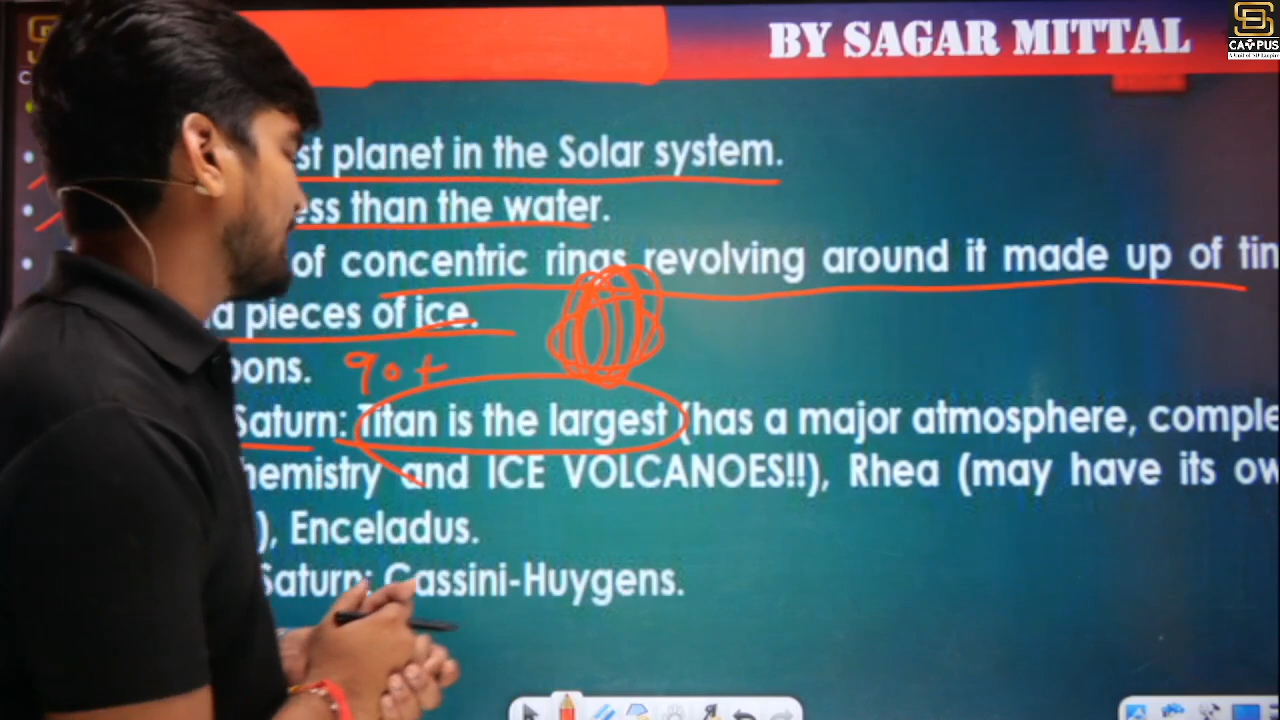 BY SAGAR MITTAL
CAMPUS
st planet in the Solar system.
ess than the water.
of concentric rings revolving around it made up of tin
d pieces of ice.
oons. 90+
Saturn: Titan is the largest (has a major atmosphere, comple
hemistry and ICE VOLCANOES!!), Rhea (may have its ow
), Enceladus.
Saturn: Cassini-Huygens.